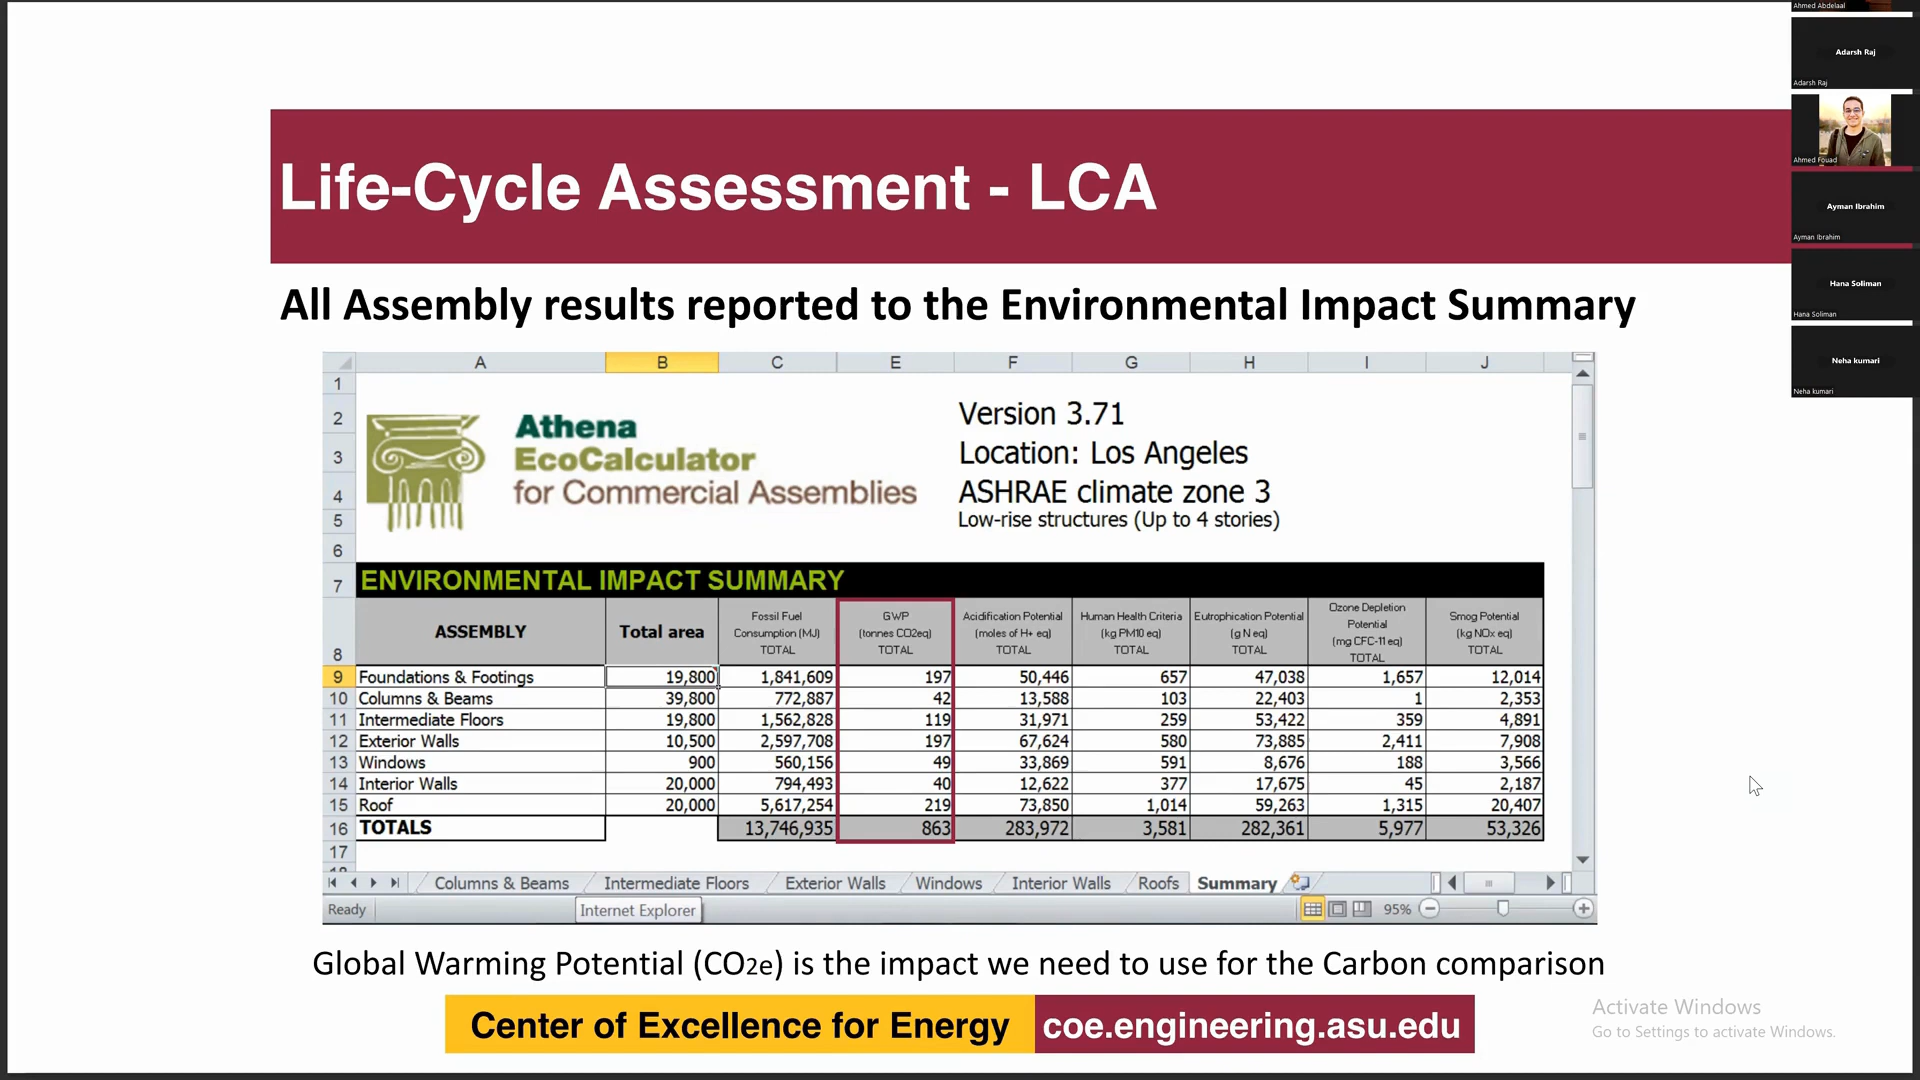 Ahmed Abdelaal
Adarsh Raj
Adarsh Raj
Ahmed Fouad
Ayman Ibrahim
Ayman Ibrahim
Hana Soliman
Hana Soliman
Neha kumari
Neha kumari
Life-Cycle Assessment - LCA
All Assembly results reported to the Environmental Impact Summary
A B C E F G H I J
1
2
3
4
5
6
Athena
EcoCalculator
for Commercial Assemblies
Version 3.71
Location: Los Angeles
ASHRAE climate zone 3
Low-rise structures (Up to 4 stories)
7 ENVIRONMENTAL IMPACT SUMMARY
8 ASSEMBLY Total area Fossil Fuel Consumption (MJ) TOTAL GWP (tonnes CO2eq) TOTAL Acidification Potential (moles of H+ eq) TOTAL Human Health Criteria (kg PM10 eq) TOTAL Eutrophication Potential (g N eq) TOTAL Ozone Depletion Potential (mg CFC-11 eq) TOTAL Smog Potential (kg NOx eq) TOTAL
9 Foundations & Footings 19,800 1,841,609 197 50,446 657 47,038 1,657 12,014
10 Columns & Beams 39,800 772,887 42 13,588 103 22,403 1 2,353
11 Intermediate Floors 19,800 1,562,828 119 31,971 259 53,422 359 4,891
12 Exterior Walls 10,500 2,597,708 197 67,624 580 73,885 2,411 7,908
13 Windows 900 560,156 49 33,869 591 8,676 188 3,566
14 Interior Walls 20,000 794,493 40 12,622 377 17,675 45 2,187
15 Roof 20,000 5,617,254 219 73,850 1,014 59,263 1,315 20,407
16 TOTALS 13,746,935 863 283,972 3,581 282,361 5,977 53,326
17
Columns & Beams Intermediate Floors Exterior Walls Windows Interior Walls Roofs Summary
Ready Internet Explorer 95%
Global Warming Potential (CO2e) is the impact we need to use for the Carbon comparison
Center of Excellence for Energy coe.engineering.asu.edu
Activate Windows
Go to Settings to activate Windows.